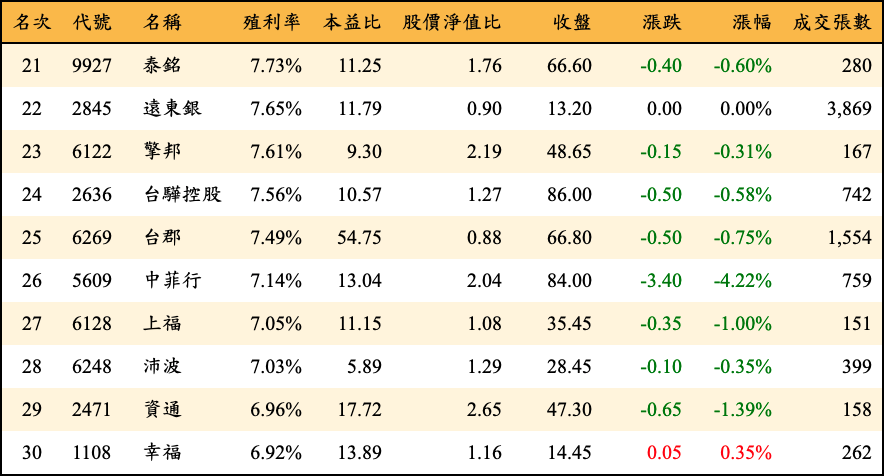 名次 代號 名稱 殖利率 本益比 股價淨值比 收盤 漲跌 漲幅 成交張數
21 9927 泰銘 7.73% 11.25 1.76 66.60 -0.40 -0.60% 280
22 2845 遠東銀 7.65% 11.79 0.90 13.20 0.00 0.00% 3,869
23 6122 擎邦 7.61% 9.30 2.19 48.65 -0.15 -0.31% 167
24 2636 台驊控股 7.56% 10.57 1.27 86.00 -0.50 -0.58% 742
25 6269 台郡 7.49% 54.75 0.88 66.80 -0.50 -0.75% 1,554
26 5609 中菲行 7.14% 13.04 2.04 84.00 -3.40 -4.22% 759
27 6128 上福 7.05% 11.15 1.08 35.45 -0.35 -1.00% 151
28 6248 沛波 7.03% 5.89 1.29 28.45 -0.10 -0.35% 399
29 2471 資通 6.96% 17.72 2.65 47.30 -0.65 -1.39% 158
30 1108 幸福 6.92% 13.89 1.16 14.45 0.05 0.35% 262